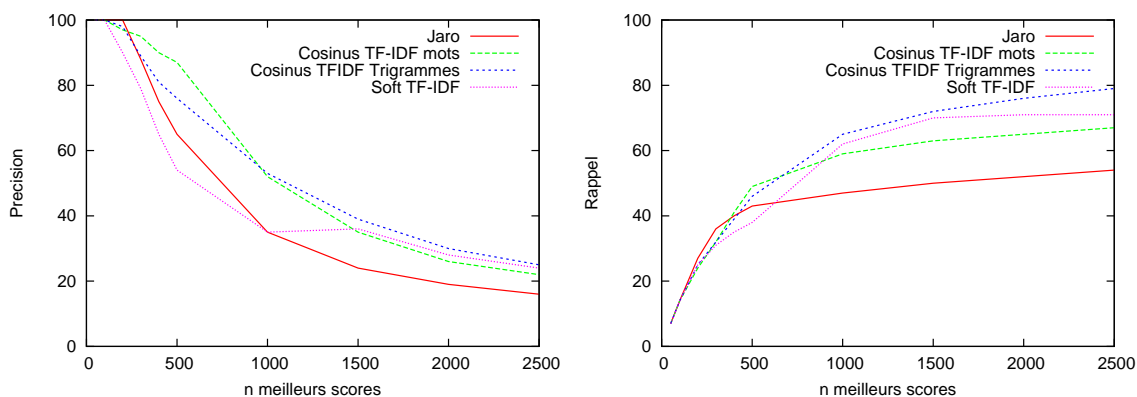 100
80
60
40
20
0
Precision
0 500 1000 1500 2000 2500
n meilleurs scores
Jaro
Cosinus TF-IDF mots
Cosinus TFIDF Trigrammes
Soft TF-IDF
100
80
60
40
20
0
Rappel
0 500 1000 1500 2000 2500
n meilleurs scores
Jaro
Cosinus TF-IDF mots
Cosinus TFIDF Trigrammes
Soft TF-IDF